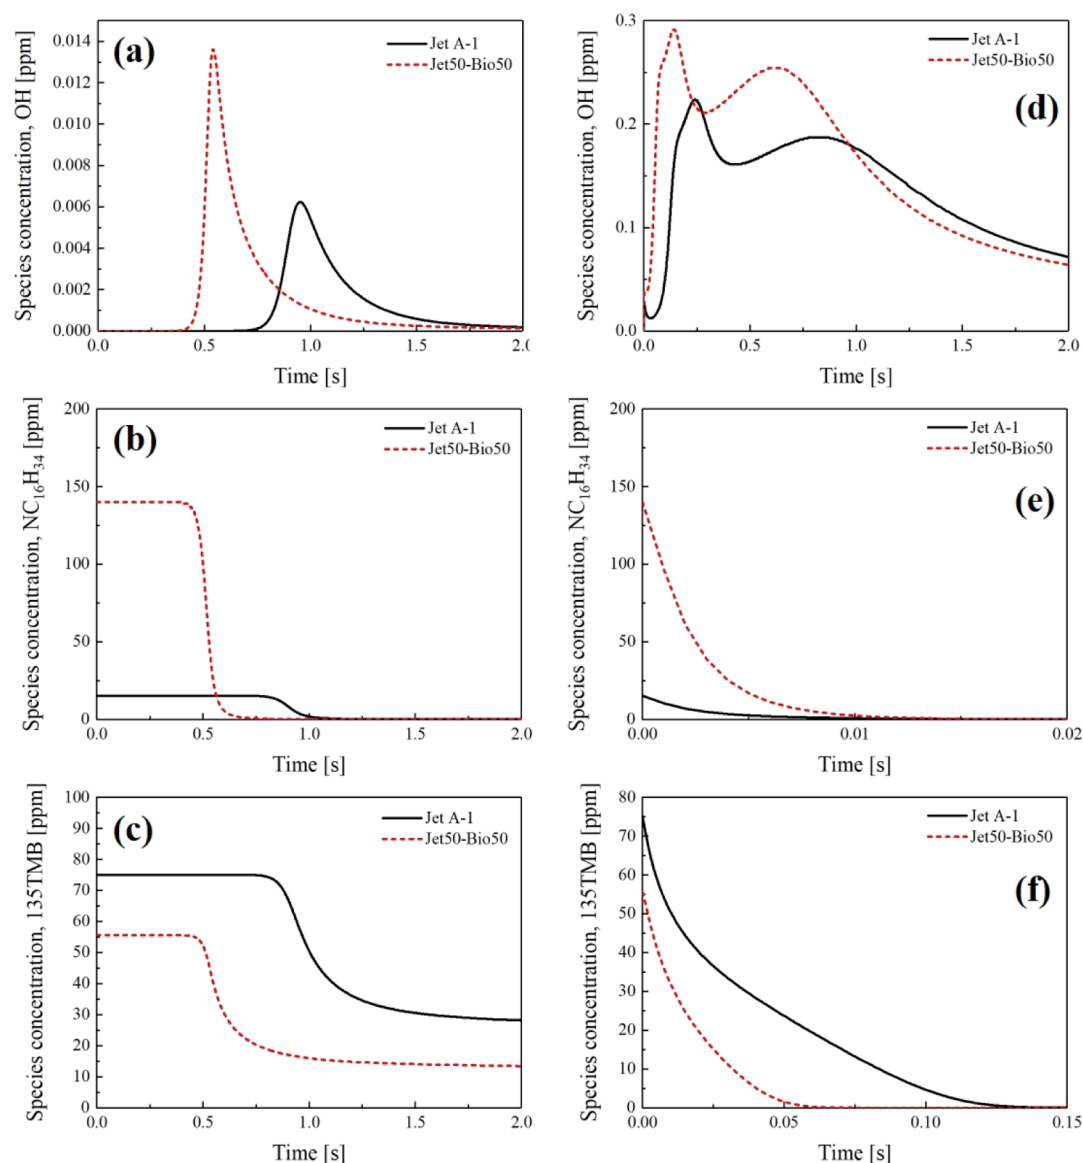 (a)
Jet A-1
Jet50-Bio50
Species concentration, OH [ppm]
0.014
0.012
0.010
0.008
0.006
0.004
0.002
0.000
0.0 0.5 1.0 1.5 2.0
Time [s]
(d)
Jet A-1
Jet50-Bio50
Species concentration, OH [ppm]
0.3
0.2
0.1
0.0
0.0 0.5 1.0 1.5 2.0
Time [s]
(b)
Jet A-1
Jet50-Bio50
Species concentration, NC₁₆H₃₄ [ppm]
200
150
100
50
0
0.0 0.5 1.0 1.5 2.0
Time [s]
(e)
Jet A-1
Jet50-Bio50
Species concentration, NC₁₆H₃₄ [ppm]
200
150
100
50
0
0.00 0.01 0.02
Time [s]
(c)
Jet A-1
Jet50-Bio50
Species concentration, 135TMB [ppm]
100
90
80
70
60
50
40
30
20
10
0
0.0 0.5 1.0 1.5 2.0
Time [s]
(f)
Jet A-1
Jet50-Bio50
Species concentration, 135TMB [ppm]
80
70
60
50
40
30
20
10
0
0.00 0.05 0.10 0.15
Time [s]